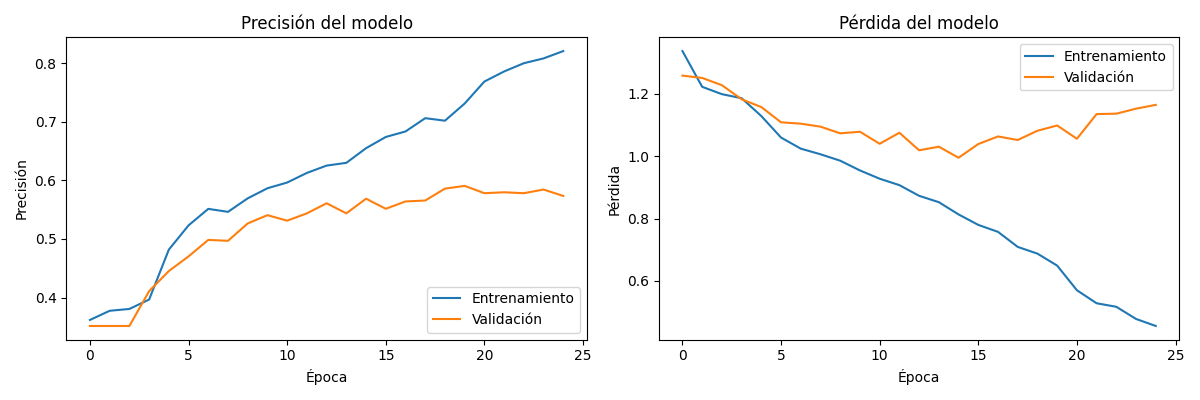 Precisión del modelo
Precisión
0.8
0.7
0.6
0.5
0.4
0 5 10 15 20 25
Época
Entrenamiento
Validación
Pérdida del modelo
Pérdida
1.2
1.0
0.8
0.6
0 5 10 15 20 25
Época
Entrenamiento
Validación